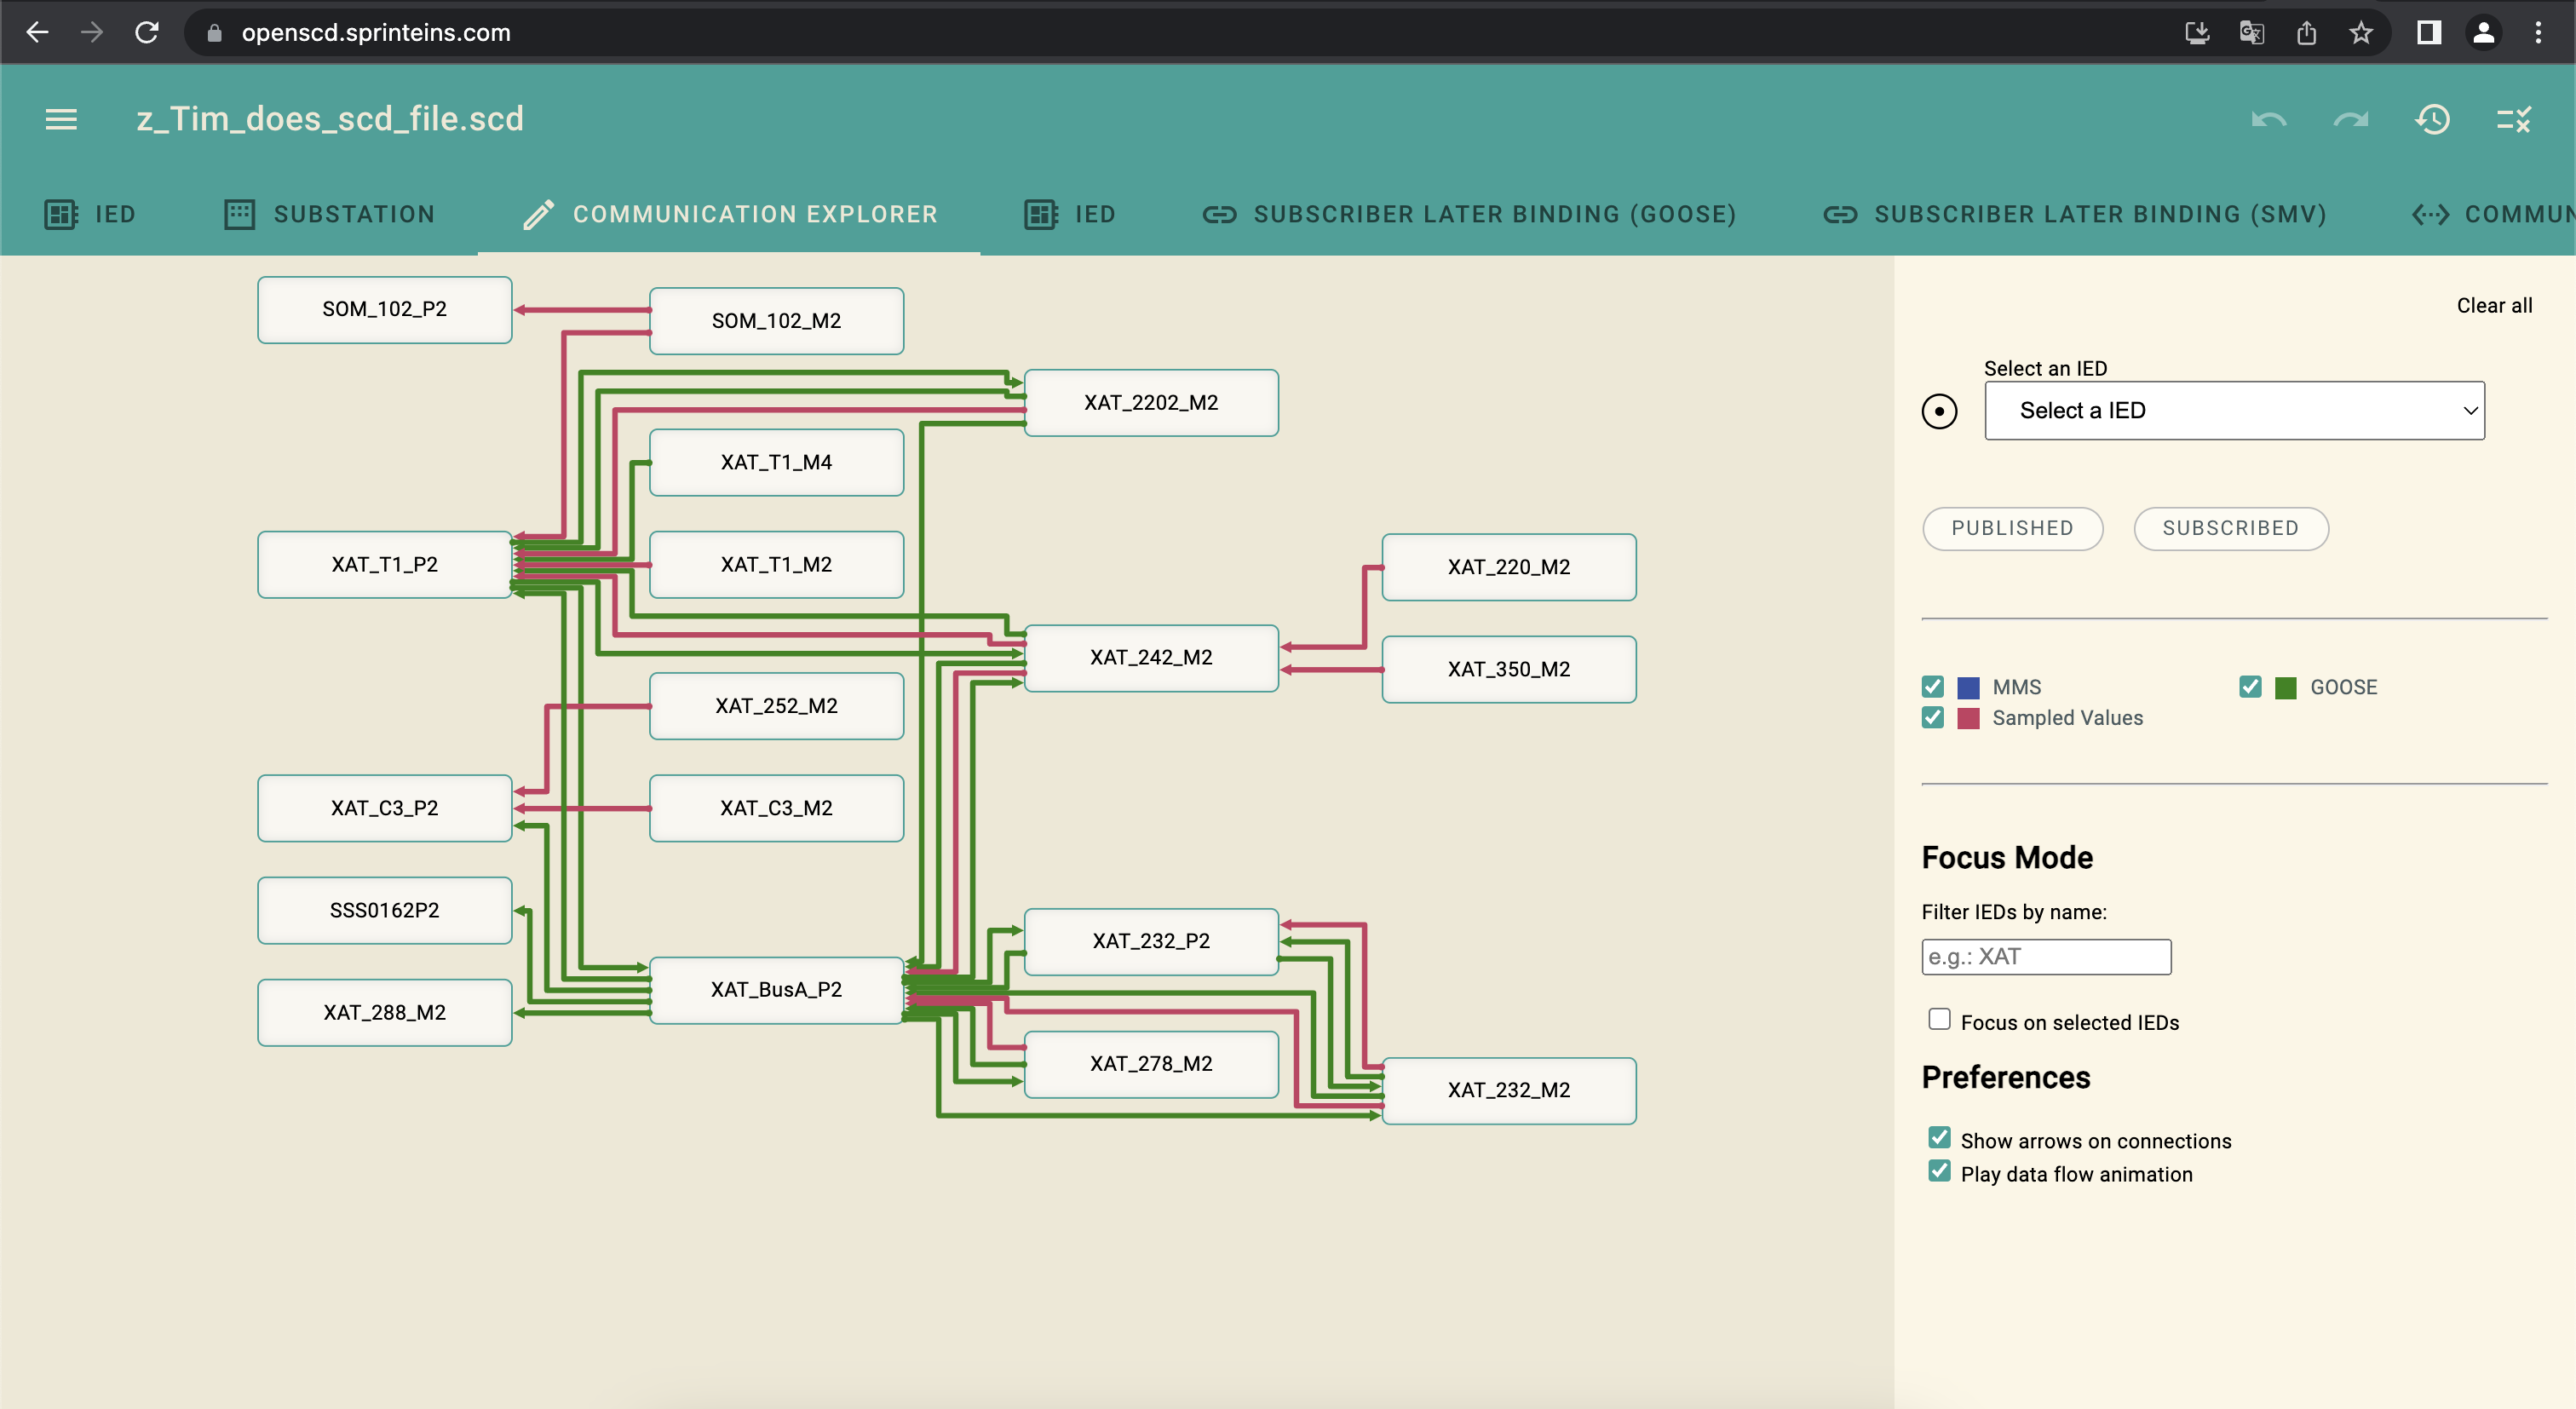 openscd.sprinteins.com
z_Tim_does_scd_file.scd
IED
SUBSTATION
COMMUNICATION EXPLORER
IED
SUBSCRIBER LATER BINDING (GOOSE)
SUBSCRIBER LATER BINDING (SMV)
COMMUN
SOM_102_P2
SOM_102_M2
XAT_2202_M2
XAT_T1_M4
XAT_T1_P2
XAT_T1_M2
XAT_220_M2
XAT_242_M2
XAT_350_M2
XAT_252_M2
XAT_C3_P2
XAT_C3_M2
SSS0162P2
XAT_232_P2
XAT_BusA_P2
XAT_288_M2
XAT_278_M2
XAT_232_M2
Clear all
Select an IED
Select a IED
PUBLISHED
SUBSCRIBED
MMS
GOOSE
Sampled Values
Focus Mode
Filter IEDs by name:
e.g.: XAT
Focus on selected IEDs
Preferences
Show arrows on connections
Play data flow animation